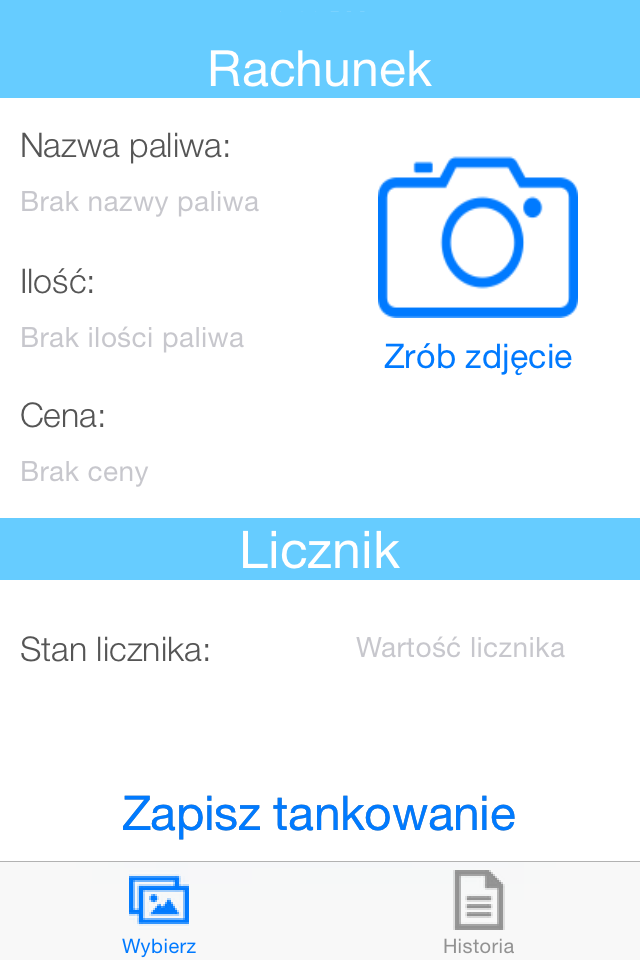 Rachunek
Nazwa paliwa:
Brak nazwy paliwa
Ilość:
Brak ilości paliwa
Zrób zdjęcie
Cena:
Brak ceny
Licznik
Stan licznika:
Wartość licznika
Zapisz tankowanie
Wybierz
Historia